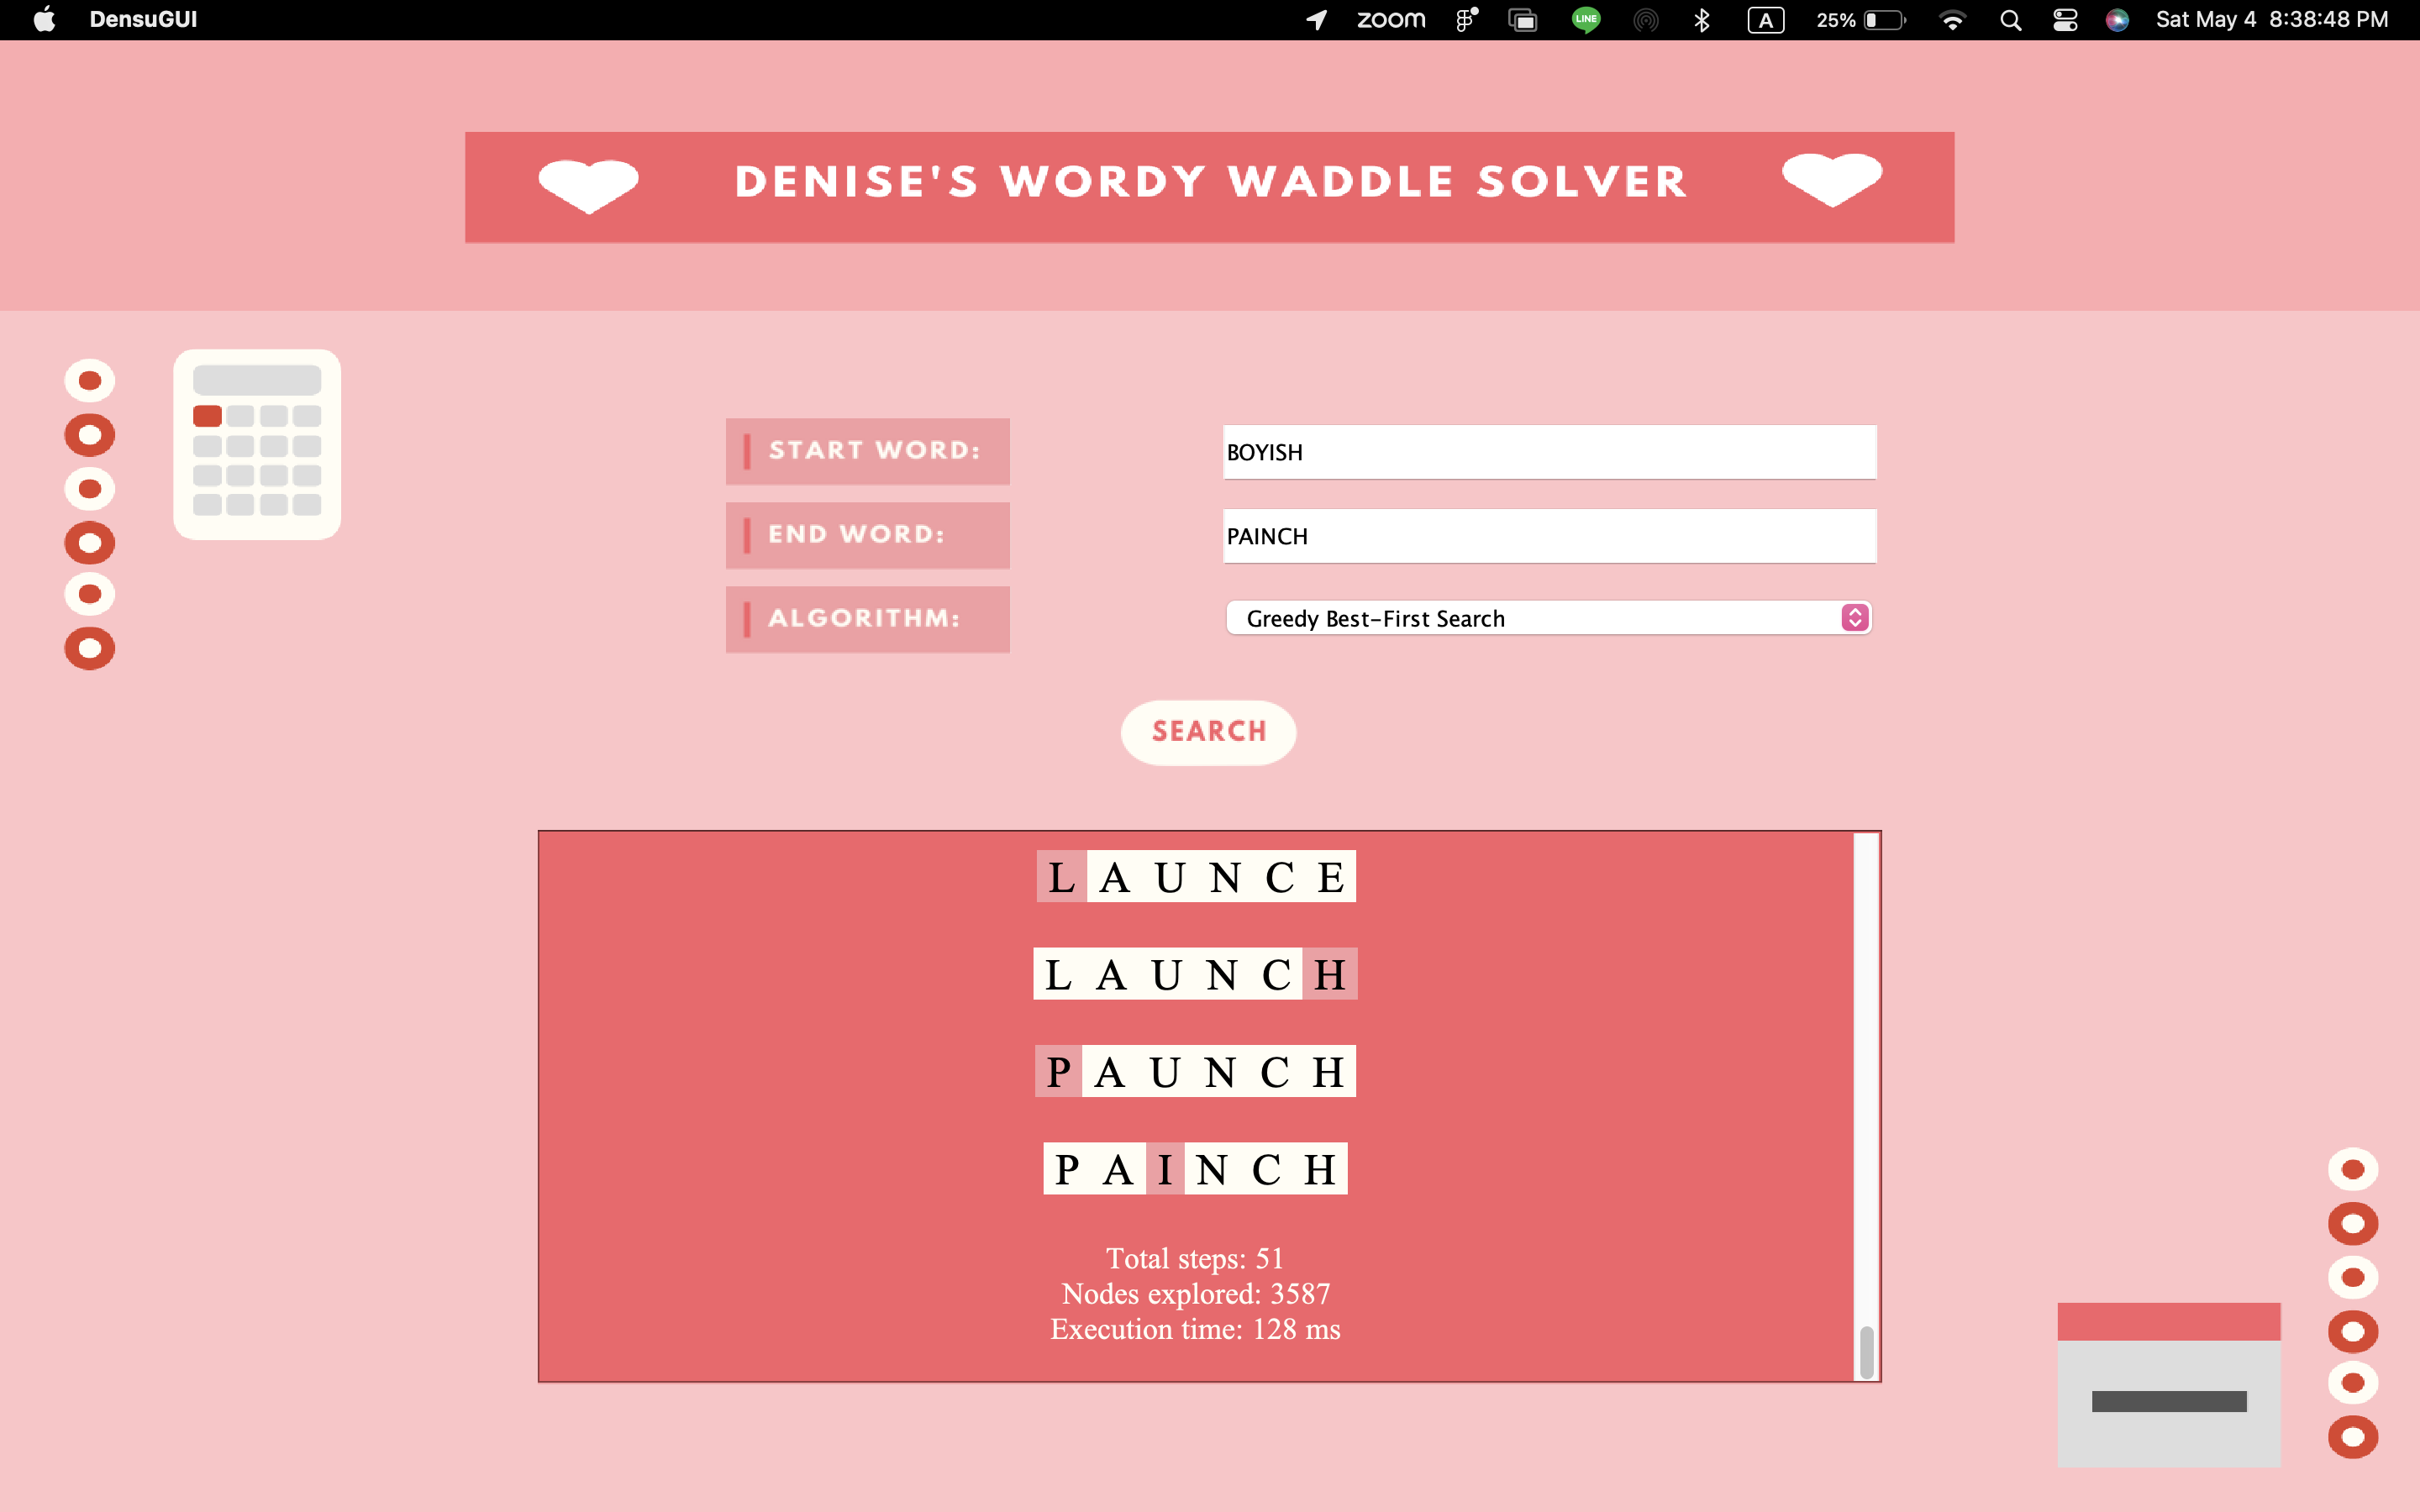 DensuGUI
zoom
LINE
A
25%
Sat May 4 8:38:48 PM
DENISE'S WORDY WADDLE SOLVER
START WORD:
BOYISH
END WORD:
PAINCH
ALGORITHM:
Greedy Best-First Search
SEARCH
L A U N C E
L A U N C H
P A U N C H
P A I N C H
Total steps: 51
Nodes explored: 3587
Execution time: 128 ms